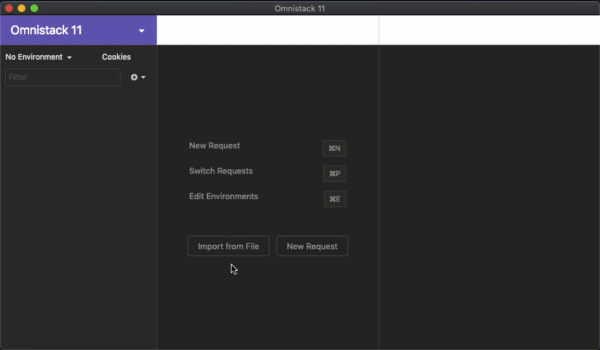 Omnistack 11
Omnistack 11
No Environment Cookies
Filter
New Request ⌘N
Switch Requests ⌘P
Edit Environments ⌘E
Import from File New Request